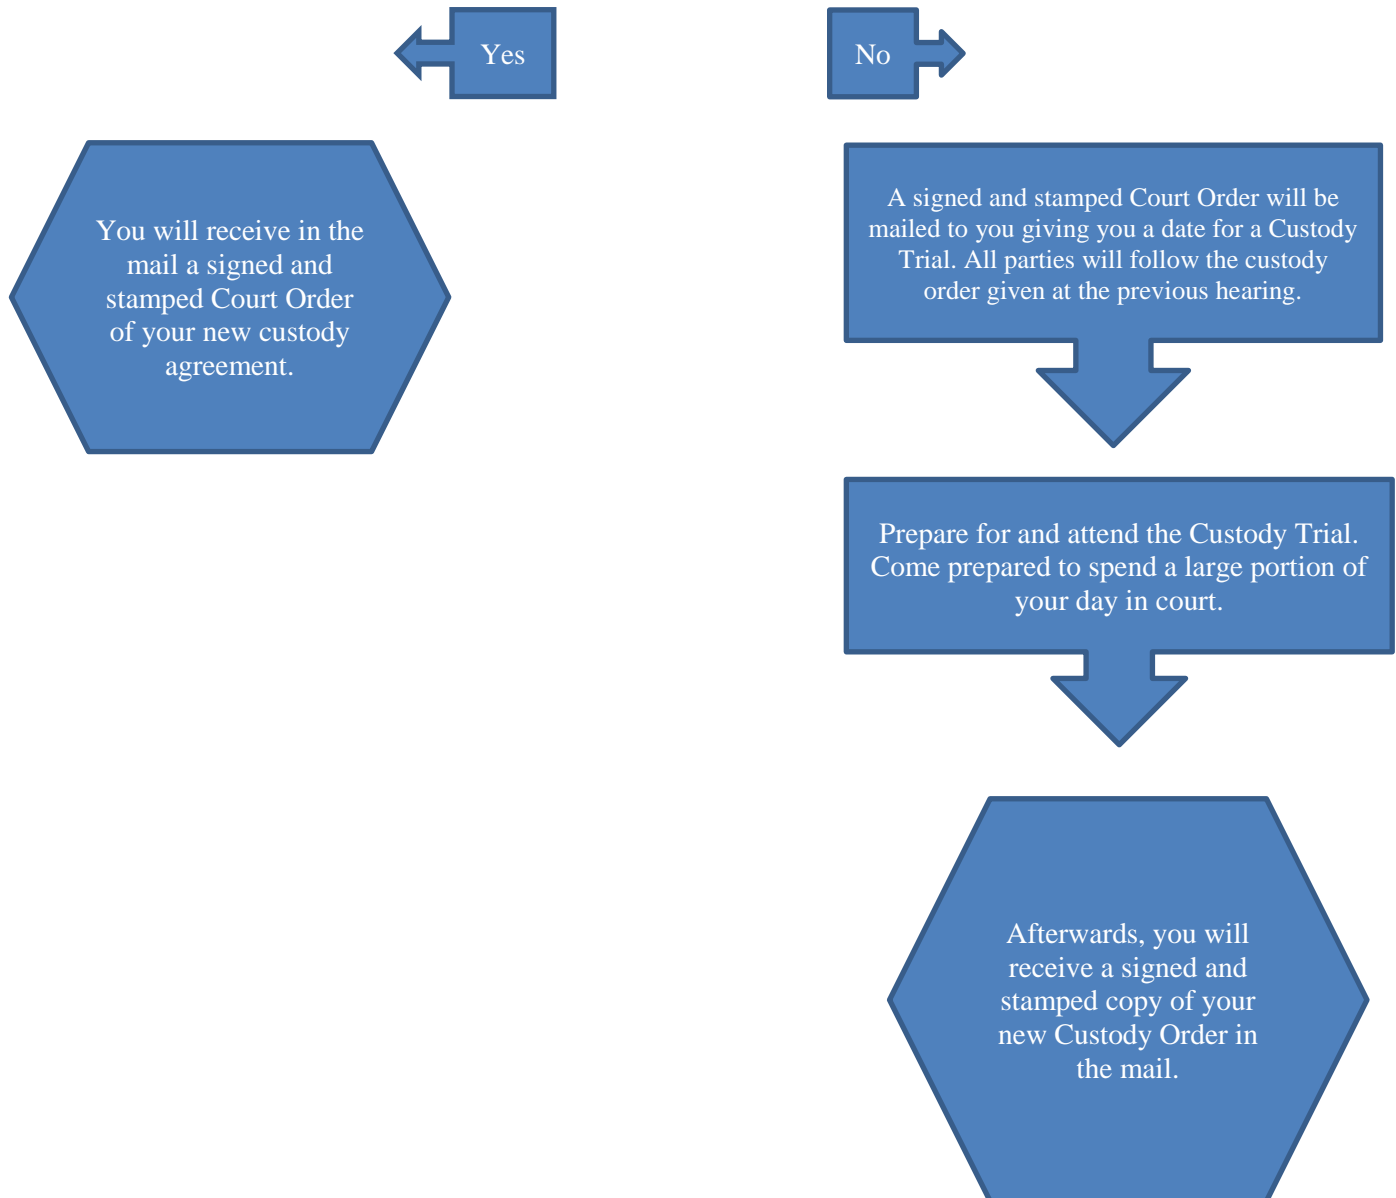 Yes
No
You will receive in the
mail a signed and
stamped Court Order
of your new custody
agreement.
A signed and stamped Court Order will be
mailed to you giving you a date for a Custody
Trial. All parties will follow the custody
order given at the previous hearing.
Prepare for and attend the Custody Trial.
Come prepared to spend a large portion of
your day in court.
Afterwards, you will
receive a signed and
stamped copy of your
new Custody Order in
the mail.